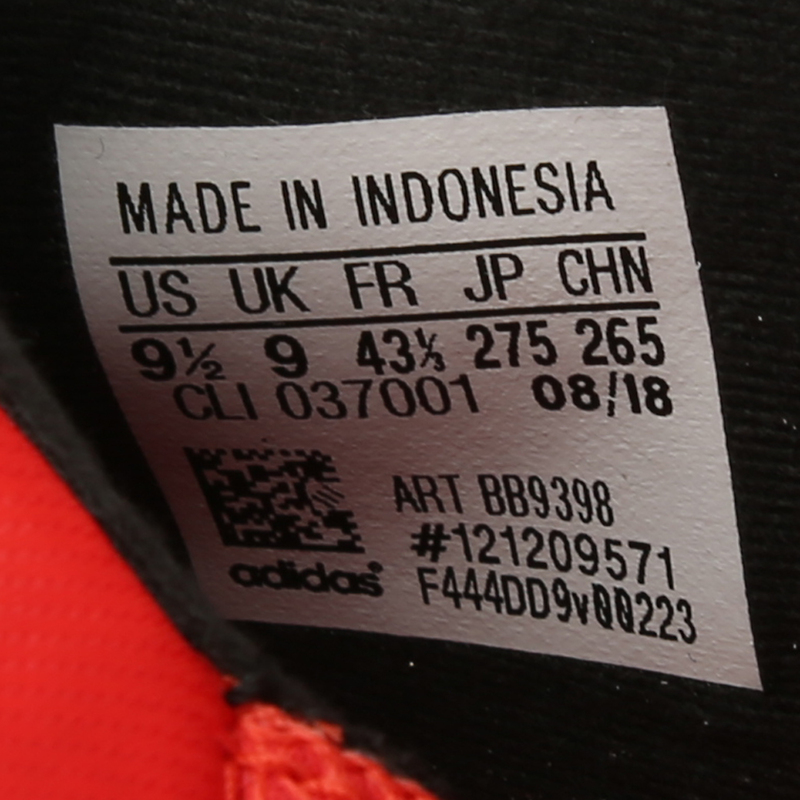 MADE IN INDONESIA
US UK FR JP CHN
9½ 9 43⅓ 275 265
CLI 037001 08/18
ART BB9398
#121209571
adidas® F444DD9v00223